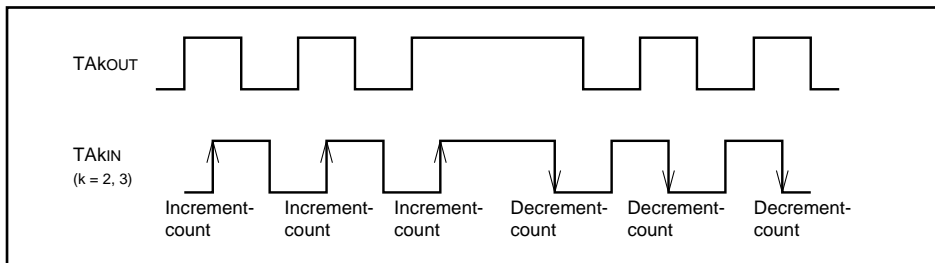 TAkOUT
TAkIN
(k = 2, 3)
Increment-
count
Increment-
count
Increment-
count
Decrement-
count
Decrement-
count
Decrement-
count